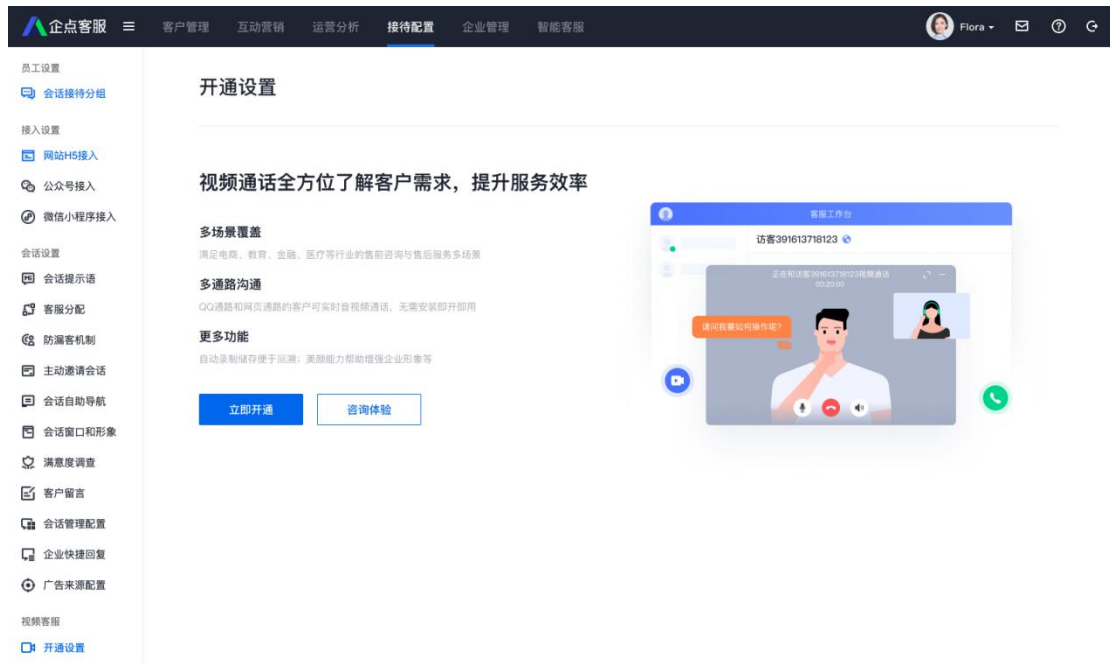 企点客服
客户管理 互动营销 运营分析 接待配置 企业管理 智能客服
Flora
员工设置
会话接待分组
接入设置
网站H5接入
公众号接入
微信小程序接入
会话设置
会话提示语
客服分配
防漏客机制
主动邀请会话
会话自助导航
会话窗口和形象
满意度调查
客户留言
会话管理配置
企业快捷回复
广告来源配置
视频客服
开通设置
开通设置
视频通话全方位了解客户需求，提升服务效率
多场景覆盖
满足电商、教育、金融、医疗等行业的售前咨询与售后服务多场景
多通路沟通
QQ通路和网页通路的客户可实时音视频通话，无需安装即开即用
更多功能
自动录制储存便于回溯；美颜能力帮助增强企业形象等
立即开通 咨询体验
客服工作台
访客391613718123
正在和访客391613718123视频通话
00:20:00
请问我要如何操作呢？